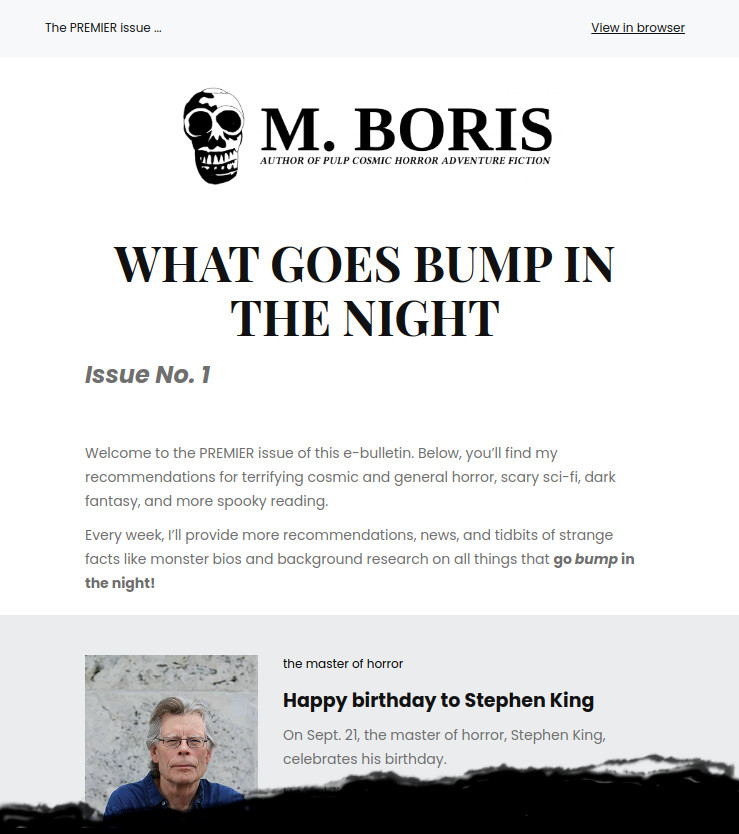 The PREMIER issue ...
View in browser
M. BORIS
AUTHOR OF PULP COSMIC HORROR ADVENTURE FICTION
WHAT GOES BUMP IN
THE NIGHT
Issue No. 1
Welcome to the PREMIER issue of this e-bulletin. Below, you’ll find my
recommendations for terrifying cosmic and general horror, scary sci-fi, dark
fantasy, and more spooky reading.
Every week, I’ll provide more recommendations, news, and tidbits of strange
facts like monster bios and background research on all things that go bump in
the night!
the master of horror
Happy birthday to Stephen King
On Sept. 21, the master of horror, Stephen King,
celebrates his birthday.